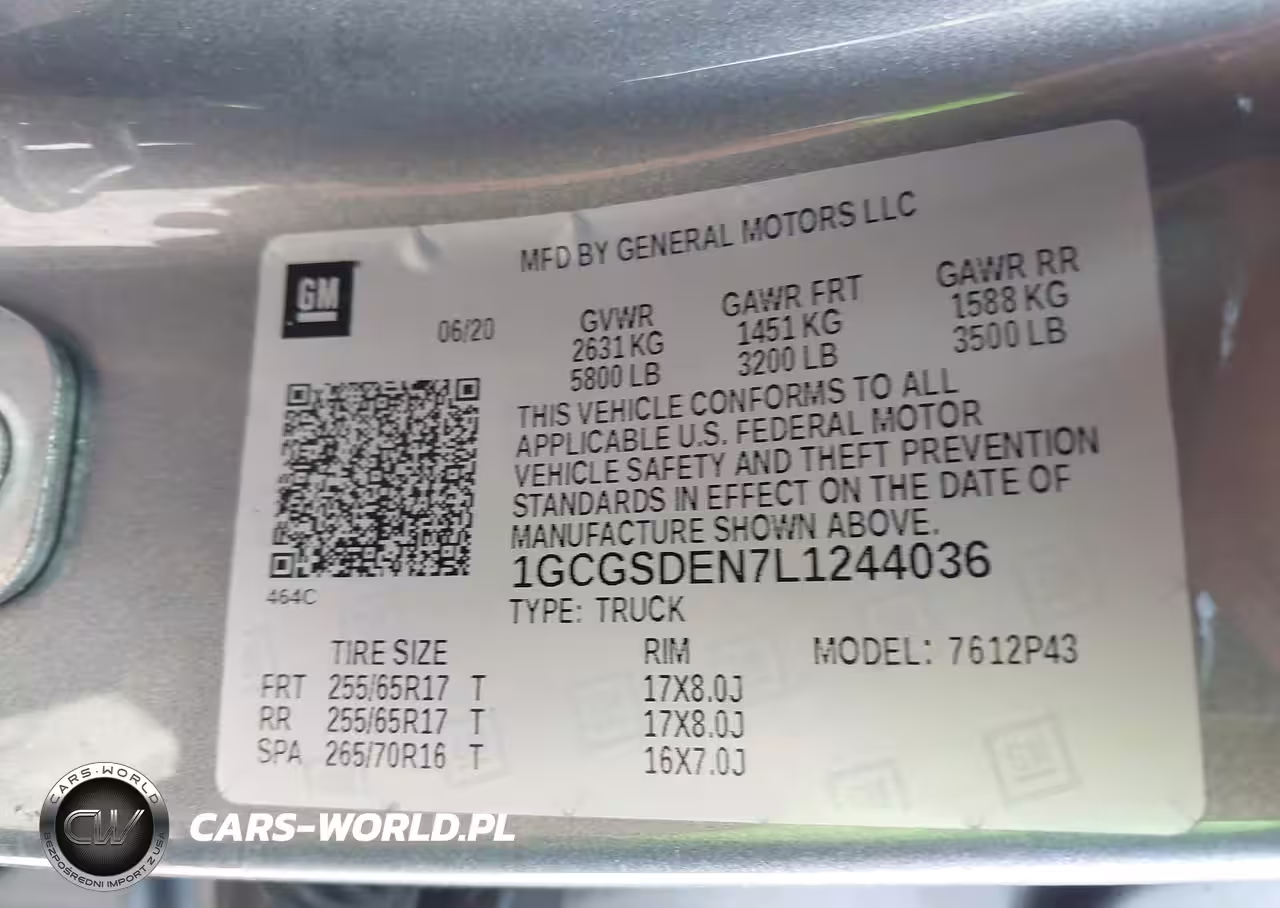 MFD BY GENERAL MOTORS LLC
GM
06/20
GVWR
2631 KG
5800 LB
GAWR FRT
1451 KG
3200 LB
GAWR RR
1588 KG
3500 LB
THIS VEHICLE CONFORMS TO ALL
APPLICABLE U.S. FEDERAL MOTOR
VEHICLE SAFETY AND THEFT PREVENTION
STANDARDS IN EFFECT ON THE DATE OF
MANUFACTURE SHOWN ABOVE.
1GCGSDEN7L1244036
464C
TYPE: TRUCK
TIRE SIZE RIM MODEL: 7612P43
FRT 255/65R17 T 17X8.0J
RR 255/65R17 T 17X8.0J
SPA 265/70R16 T 16X7.0J
CARS-WORLD
CW
BEZPOŚREDNI IMPORT Z USA
CARS-WORLD.PL